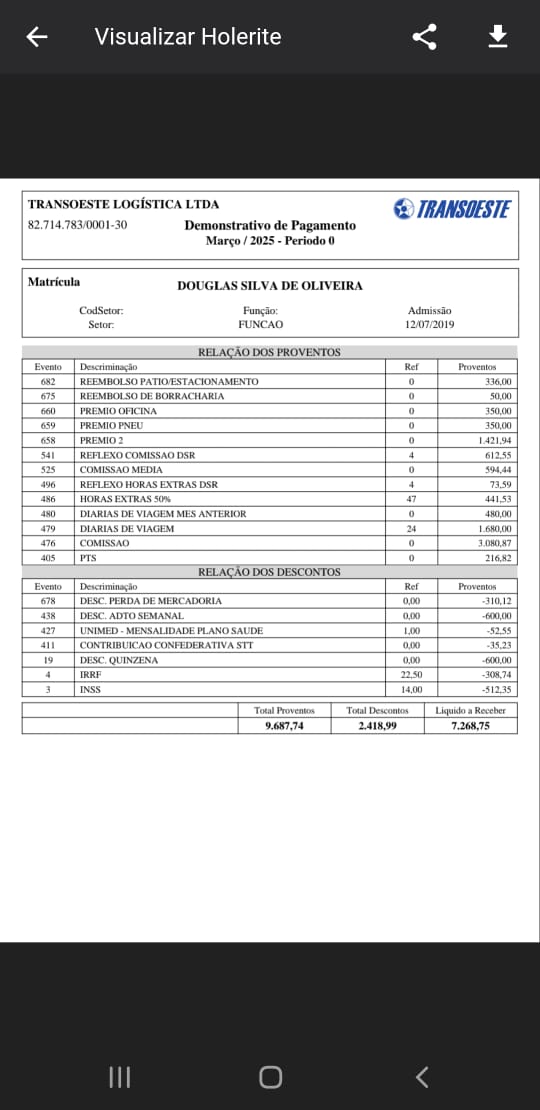 Visualizar Holerite
TRANSOESTE LOGÍSTICA LTDA
TRANSOESTE
82.714.783/0001-30
Demonstrativo de Pagamento
Março / 2025 - Periodo 0
Matrícula
DOUGLAS SILVA DE OLIVEIRA
CodSetor: Função: Admissão
Setor: FUNCAO 12/07/2019
RELAÇÃO DOS PROVENTOS
Evento Descriminação Ref Proventos
682 REEMBOLSO PATIO/ESTACIONAMENTO 0 336,00
675 REEMBOLSO DE BORRACHARIA 0 50,00
660 PREMIO OFICINA 0 350,00
659 PREMIO PNEU 0 350,00
658 PREMIO 2 0 1.421,94
541 REFLEXO COMISSAO DSR 4 612,55
525 COMISSAO MEDIA 0 594,44
496 REFLEXO HORAS EXTRAS DSR 4 73,59
486 HORAS EXTRAS 50% 47 441,53
480 DIARIAS DE VIAGEM MES ANTERIOR 0 480,00
479 DIARIAS DE VIAGEM 24 1.680,00
476 COMISSAO 0 3.080,87
405 PTS 0 216,82
RELAÇÃO DOS DESCONTOS
Evento Descriminação Ref Proventos
678 DESC. PERDA DE MERCADORIA 0,00 -310,12
438 DESC. ADTO SEMANAL 0,00 -600,00
427 UNIMED - MENSALIDADE PLANO SAUDE 1,00 -52,55
411 CONTRIBUICAO CONFEDERATIVA STT 0,00 -35,23
19 DESC. QUINZENA 0,00 -600,00
4 IRRF 22,50 -308,74
3 INSS 14,00 -512,35
Total Proventos Total Descontos Liquido a Receber
9.687,74 2.418,99 7.268,75